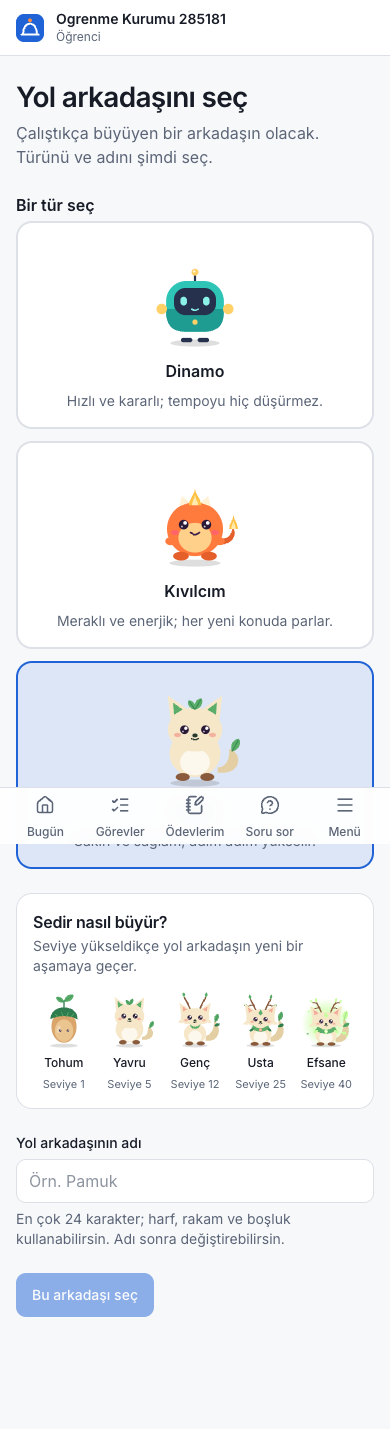 Ogrenme Kurumu 285181
Öğrenci
Yol arkadaşını seç
Çalıştıkça büyüyen bir arkadaşın olacak.
Türünü ve adını şimdi seç.
Bir tür seç
Dinamo
Hızlı ve kararlı; tempoyu hiç düşürmez.
Kıvılcım
Meraklı ve enerjik; her yeni konuda parlar.
Bugün Görevler Ödevlerim Soru sor Menü
Sedir nasıl büyür?
Seviye yükseldikçe yol arkadaşın yeni bir
aşamaya geçer.
Tohum Yavru Genç Usta Efsane
Seviye 1 Seviye 5 Seviye 12 Seviye 25 Seviye 40
Yol arkadaşının adı
Örn. Pamuk
En çok 24 karakter; harf, rakam ve boşluk
kullanabilirsin. Adı sonra değiştirebilirsin.
Bu arkadaşı seç